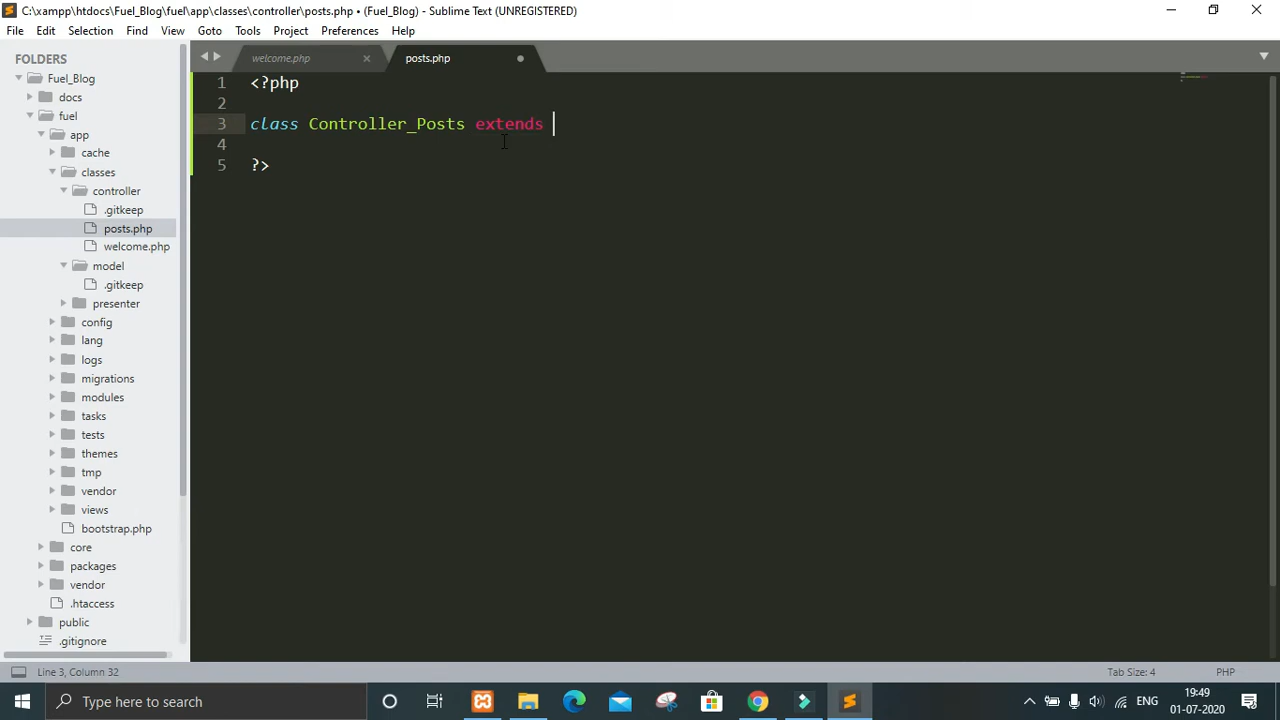 C:\xampp\htdocs\Fuel_Blog\fuel\app\classes\controller\posts.php • (Fuel_Blog) - Sublime Text (UNREGISTERED)
File Edit Selection Find View Goto Tools Project Preferences Help
FOLDERS
Fuel_Blog
docs
fuel
app
cache
classes
controller
.gitkeep
posts.php
welcome.php
model
.gitkeep
presenter
config
lang
logs
migrations
modules
tasks
tests
themes
tmp
vendor
views
bootstrap.php
core
packages
vendor
.htaccess
public
.gitignore
welcome.php posts.php
1 <?php
2
3 class Controller_Posts extends
4
5 ?>
Line 3, Column 32 Tab Size: 4 PHP
Type here to search ENG 19:49
01-07-2020